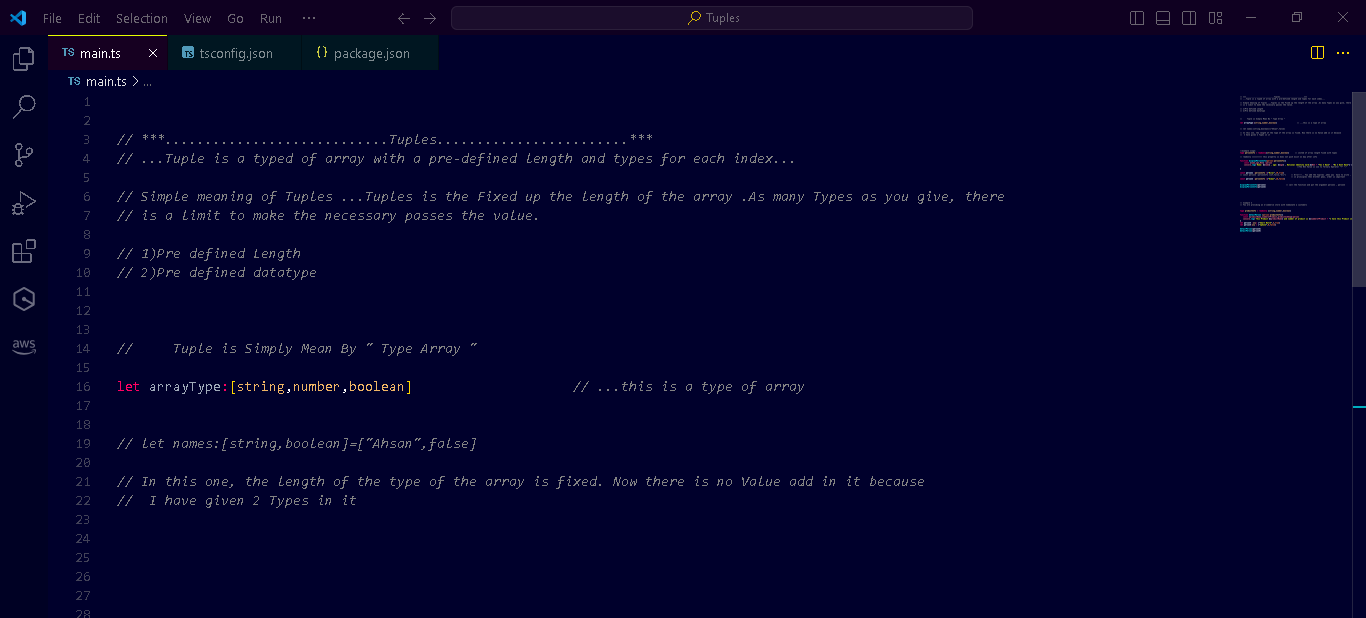 File Edit Selection View Go Run ... Tuples
TS main.ts tsconfig.json {} package.json
TS main.ts > ...
1
2
3 // ***............................Tuples........................***
4 // ...Tuple is a typed of array with a pre-defined Length and types for each index...
5
6 // Simple meaning of Tuples ...Tuples is the Fixed up the length of the array .As many Types as you give, there
7 // is a limit to make the necessary passes the value.
8
9 // 1)Pre defined Length
10 // 2)Pre defined datatype
11
12
13
14 // Tuple is Simply Mean By " Type Array "
15
16 let arrayType:[string,number,boolean] // ...this is a type of array
17
18
19 // let names:[string,boolean]=["Ahsan",false]
20
21 // In this one, the length of the type of the array is fixed. Now there is no Value add in it because
22 // I have given 2 Types in it
23
24
25
26
27
28
aws